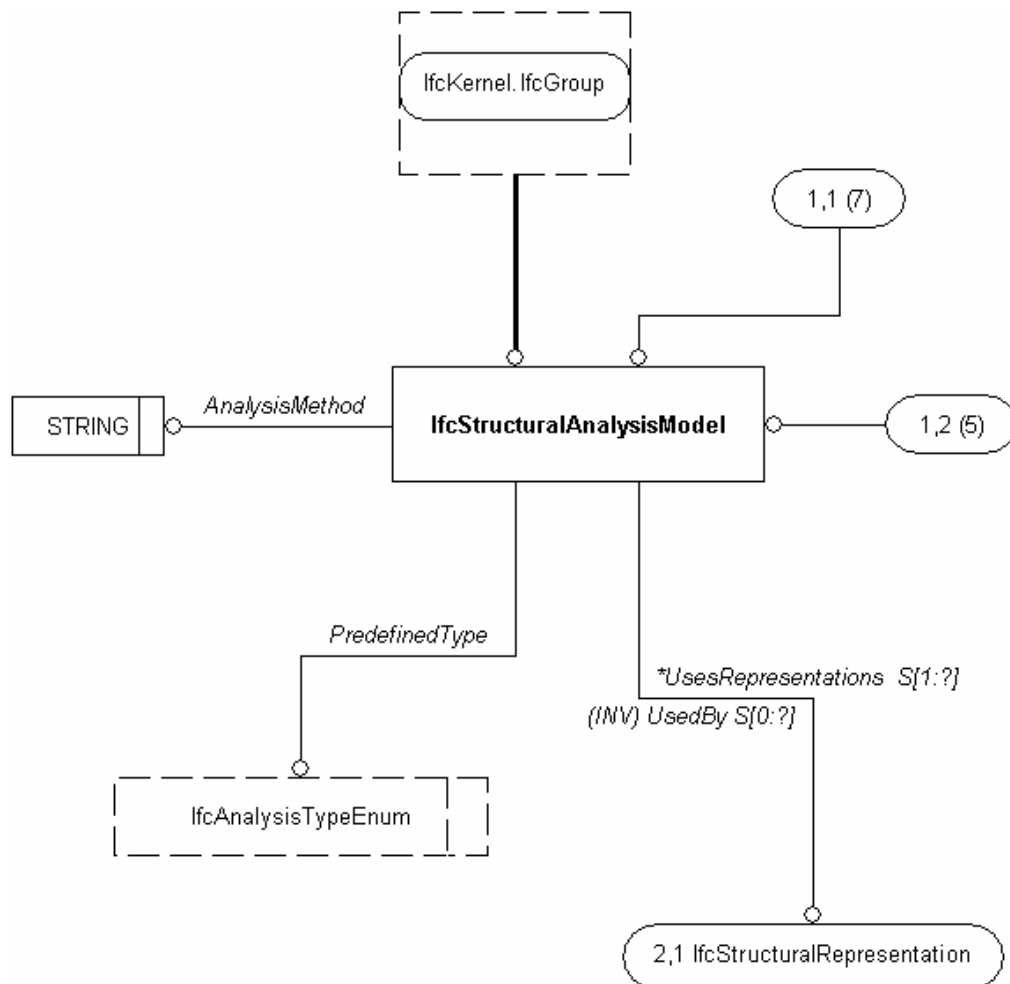 IfcKernel.IfcGroup
1,1 (7)
AnalysisMethod
STRING
IfcStructuralAnalysisModel
1,2 (5)
PredefinedType
*UsesRepresentations S[1:?]
(INV) UsedBy S[0:?]
IfcAnalysisTypeEnum
2,1 IfcStructuralRepresentation